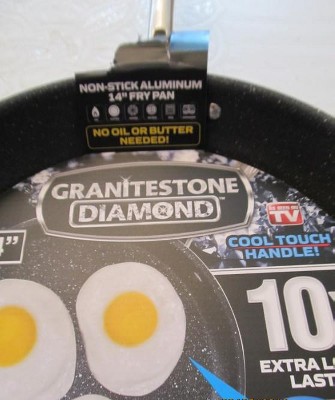 NON-STICK ALUMINUM
14" FRY PAN
NO OIL OR BUTTER
NEEDED!
GRANITESTONE
DIAMOND
AS SEEN ON
TV
COOL TOUCH
HANDLE!
10
EXTRA
LAST